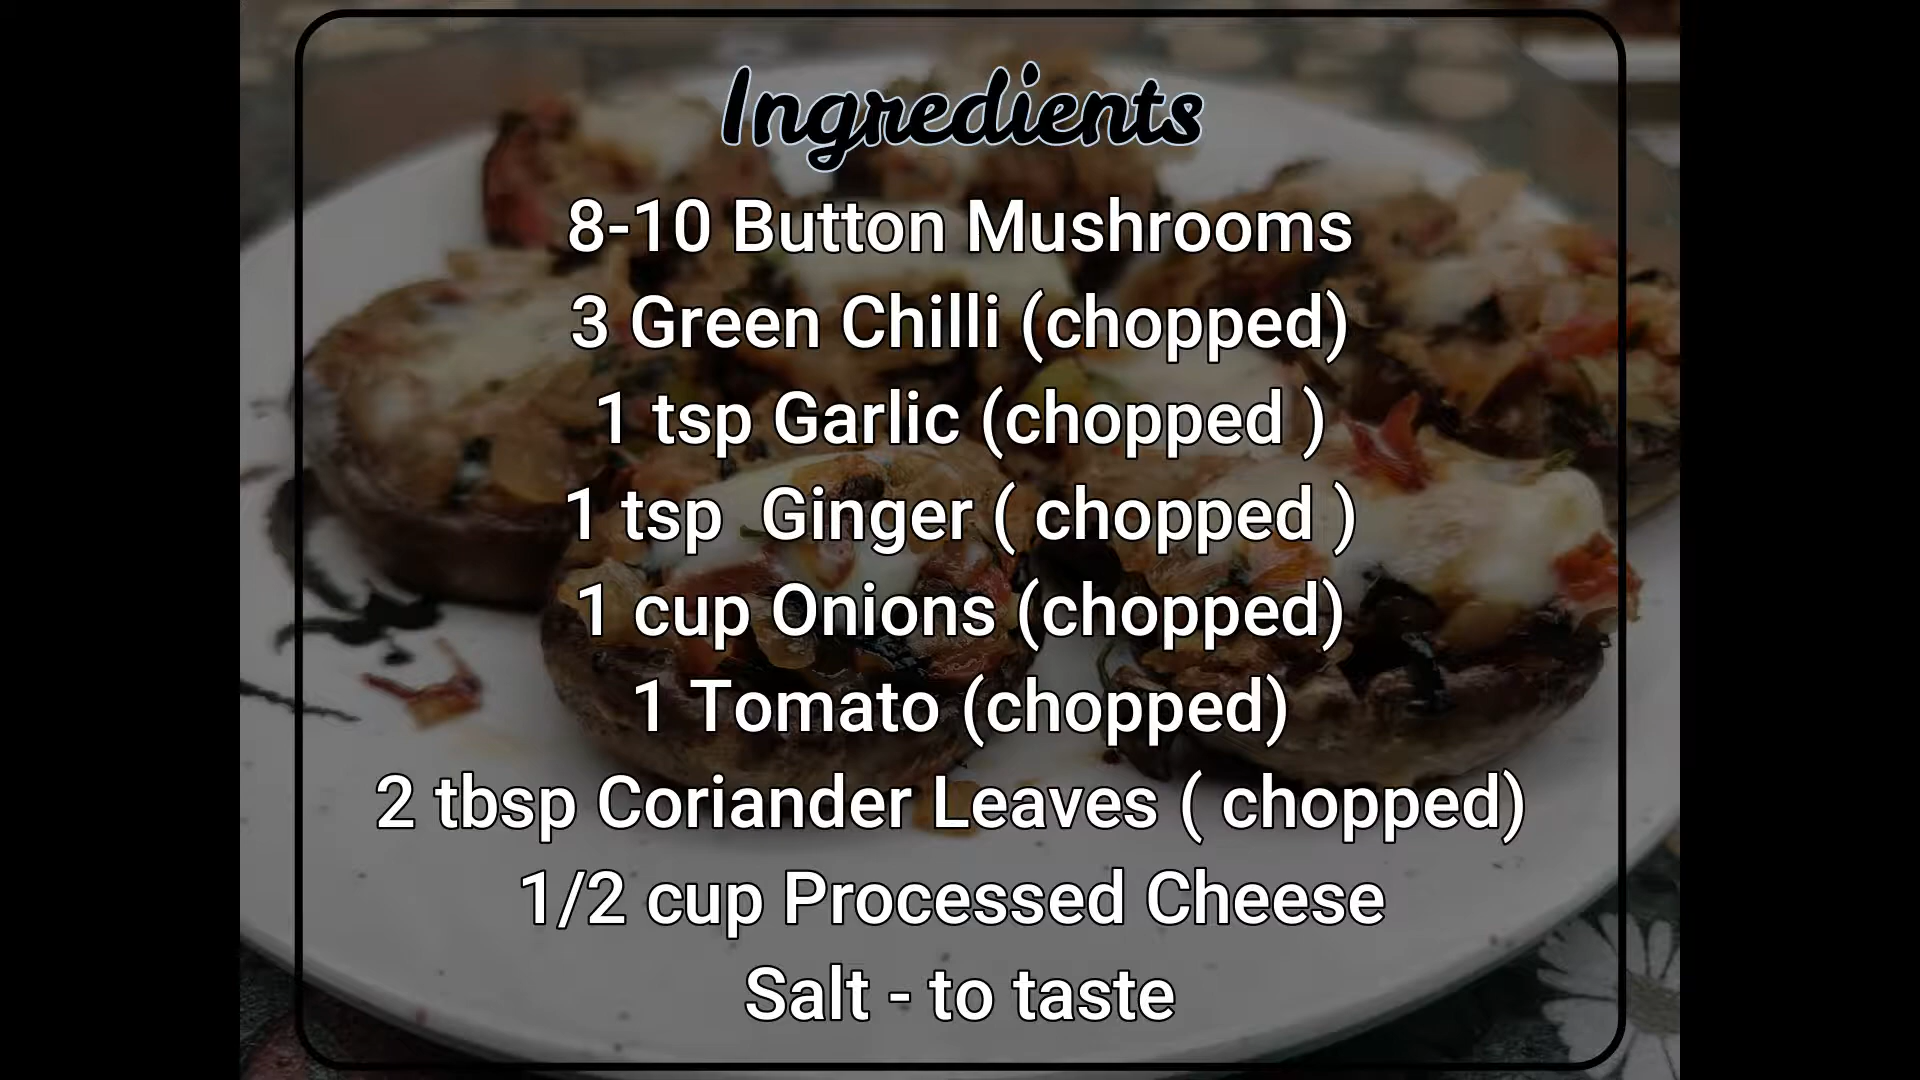 Ingredients
8-10 Button Mushrooms
3 Green Chilli (chopped)
1 tsp Garlic (chopped )
1 tsp  Ginger ( chopped )
1 cup Onions (chopped)
1 Tomato (chopped)
2 tbsp Coriander Leaves ( chopped)
1/2 cup Processed Cheese
Salt - to taste